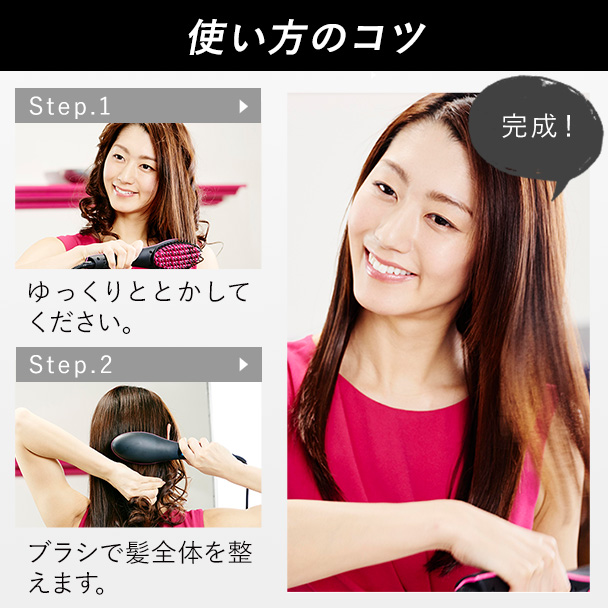 使い方のコツ
Step.1
ゆっくりととかして
ください。
Step.2
ブラシで髪全体を整
えます。
完成！